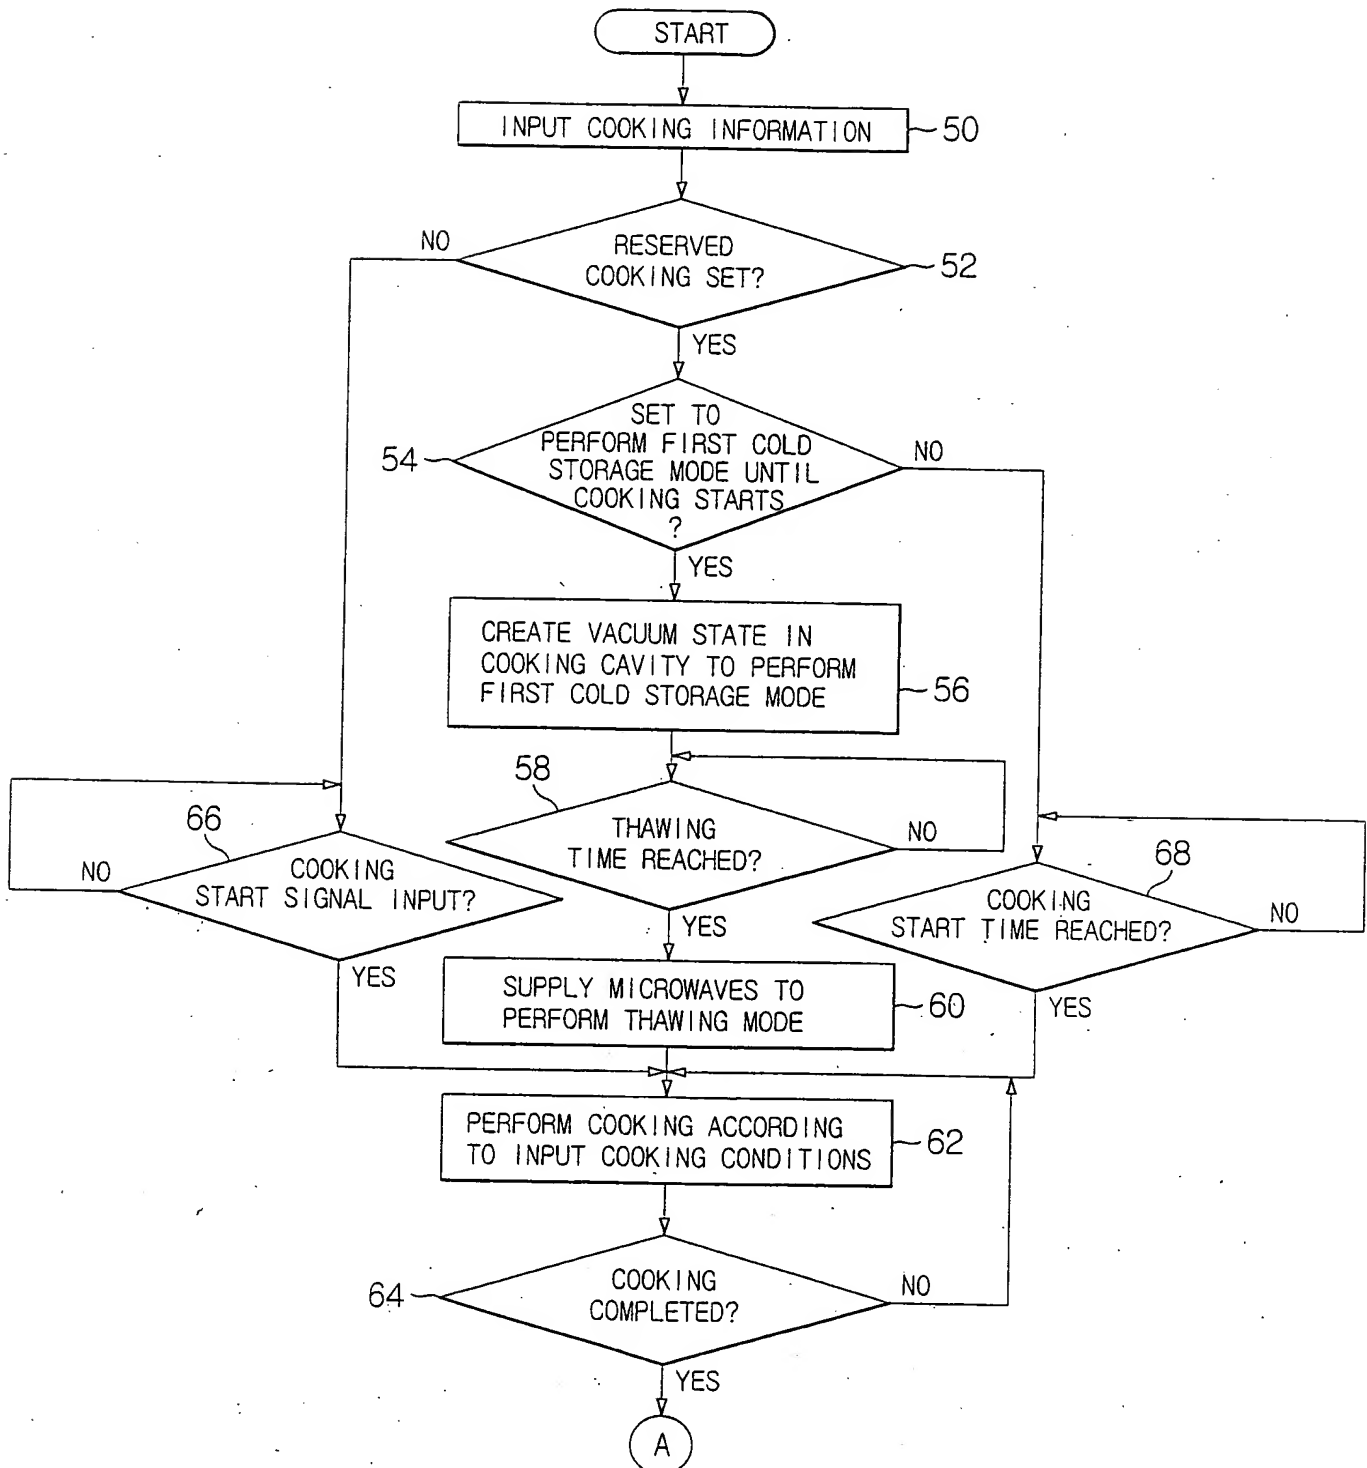 START
INPUT COOKING INFORMATION
50
RESERVED
COOKING SET?
52
NO
YES
SET TO
PERFORM FIRST COLD
STORAGE MODE UNTIL
COOKING STARTS
?
54
NO
YES
CREATE VACUUM STATE IN
COOKING CAVITY TO PERFORM
FIRST COLD STORAGE MODE
56
58
THAWING
TIME REACHED?
NO
YES
66
COOKING
START SIGNAL INPUT?
NO
YES
68
COOKING
START TIME REACHED?
NO
YES
SUPPLY MICROWAVES TO
PERFORM THAWING MODE
60
PERFORM COOKING ACCORDING
TO INPUT COOKING CONDITIONS
62
64
COOKING
COMPLETED?
NO
YES
A